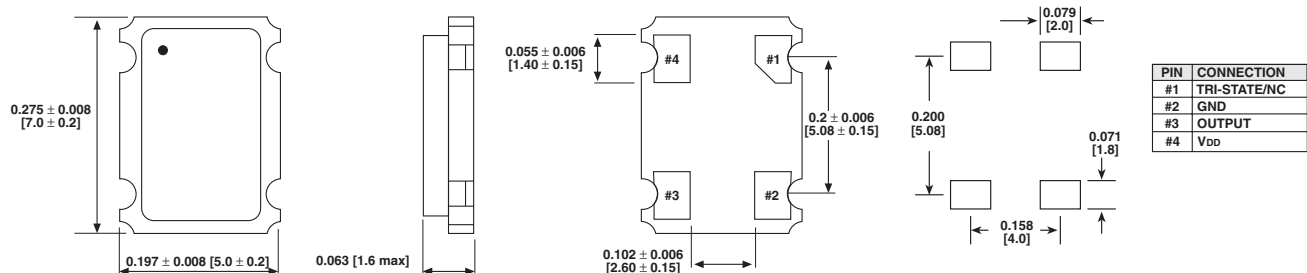 0.275 ± 0.008
[7.0 ± 0.2]
0.197 ± 0.008 [5.0 ± 0.2]
0.063 [1.6 max]
0.055 ± 0.006
[1.40 ± 0.15]
#4
#1
#3
#2
0.2 ± 0.006
[5.08 ± 0.15]
0.102 ± 0.006
[2.60 ± 0.15]
0.079
[2.0]
0.200
[5.08]
0.071
[1.8]
0.158
[4.0]
PIN CONNECTION
#1 TRI-STATE/NC
#2 GND
#3 OUTPUT
#4 VDD